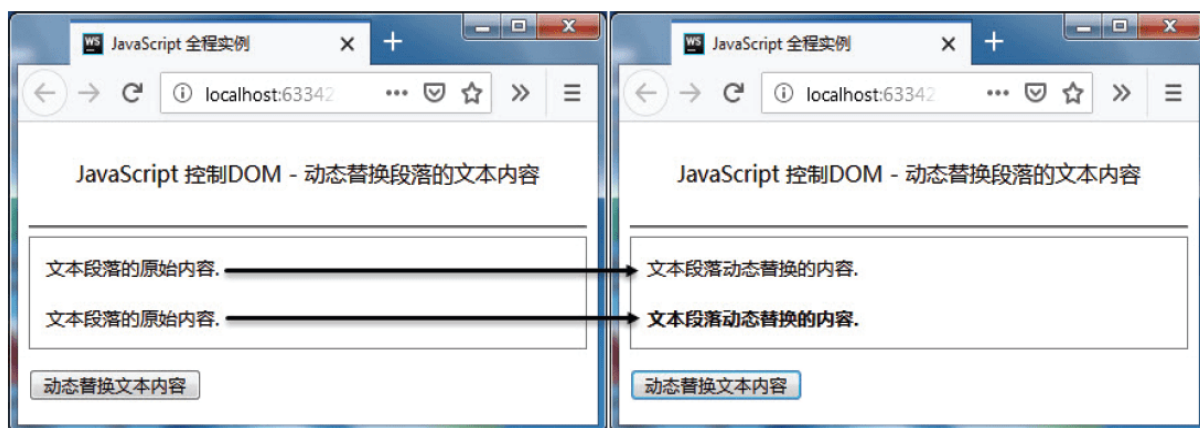 JavaScript 全程实例
localhost:63342
JavaScript 控制DOM - 动态替换段落的文本内容
文本段落的原始内容.
文本段落的原始内容.
动态替换文本内容
JavaScript 全程实例
localhost:63342
JavaScript 控制DOM - 动态替换段落的文本内容
文本段落动态替换的内容.
文本段落动态替换的内容.
动态替换文本内容